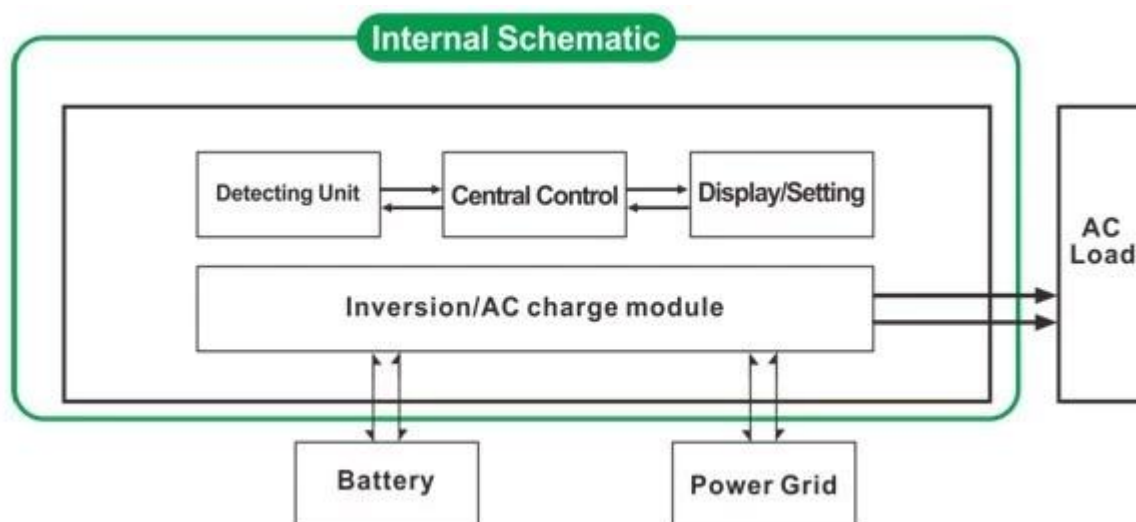 Internal Schematic
Detecting Unit
Central Control
Display/Setting
AC
Load
Inversion/AC charge module
Battery
Power Grid